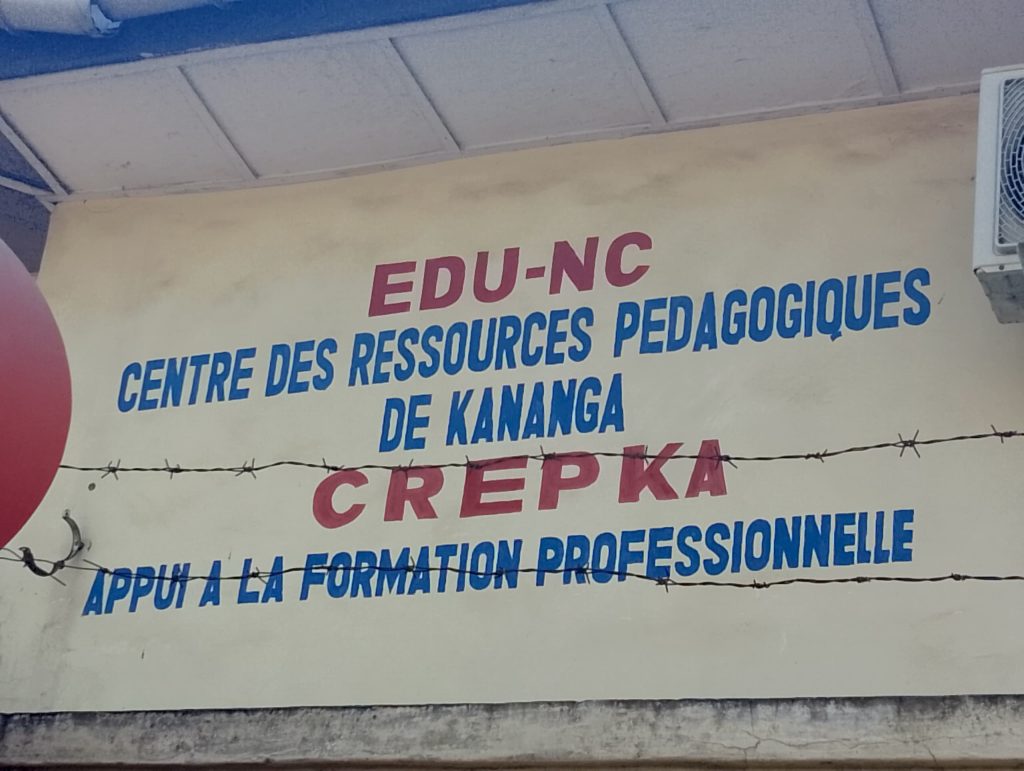 EDU-NC
CENTRE DES RESSOURCES PEDAGOGIQUES
DE KANANGA
CREPKA
APPUI A LA FORMATION PROFESSIONNELLE